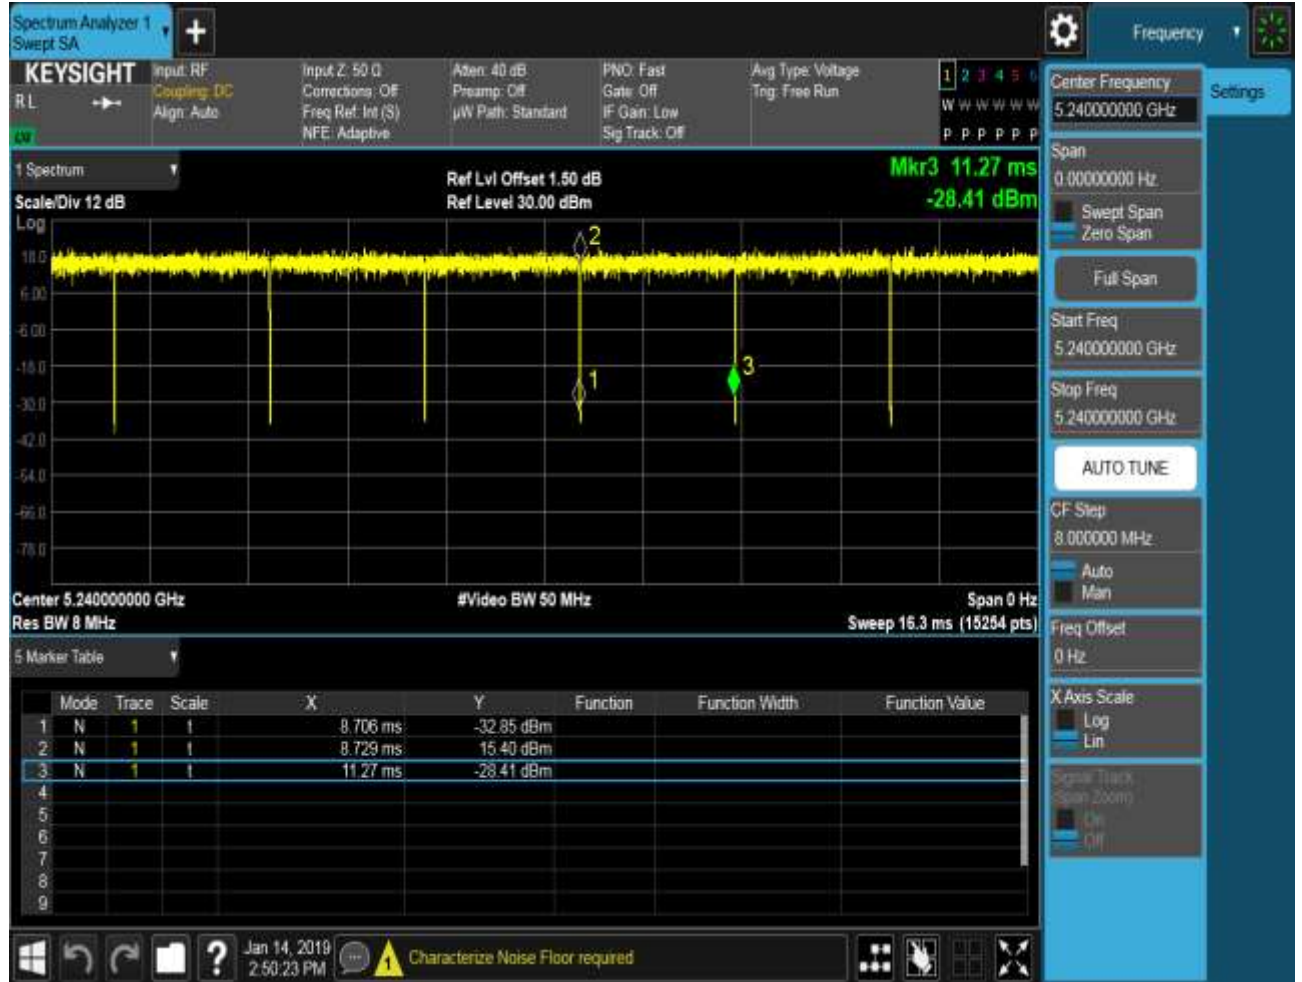 Spectrum Analyzer 1
Swept SA
+
Frequency
KEYSIGHT
RL
Input: RF
Coupling: DC
Align: Auto
Input Z: 50 Ω
Corrections: Off
Freq Ref: Int (S)
NFE: Adaptive
Atten: 40 dB
Preamp: Off
µW Path: Standard
PNO: Fast
Gate: Off
IF Gain: Low
Sig Track: Off
Avg Type: Voltage
Trig: Free Run
1 2 3 4 5 6
W W W W W W
P P P P P P
1 Spectrum
Scale/Div 12 dB
Ref Lvl Offset 1.50 dB
Ref Level 30.00 dBm
Mkr3 11.27 ms
-28.41 dBm
Log
18.0
6.00
-6.00
-18.0
-30.0
-42.0
-54.0
-66.0
-78.0
2
1
3
Center 5.240000000 GHz
#Video BW 50 MHz
Span 0 Hz
Res BW 8 MHz
Sweep 16.3 ms (15254 pts)
5 Marker Table
Mode Trace Scale X Y Function Function Width Function Value
1 N 1 t 8.706 ms -32.85 dBm
2 N 1 t 8.729 ms 15.40 dBm
3 N 1 t 11.27 ms -28.41 dBm
4
5
6
7
8
9
Center Frequency
5.240000000 GHz
Settings
Span
0.00000000 Hz
Swept Span
Zero Span
Full Span
Start Freq
5.240000000 GHz
Stop Freq
5.240000000 GHz
AUTO TUNE
CF Step
8.000000 MHz
Auto
Man
Freq Offset
0 Hz
X Axis Scale
Log
Lin
Signal Track
(Span Zoom)
On
Off
?
Jan 14, 2019
2:50:23 PM
1
Characterize Noise Floor required